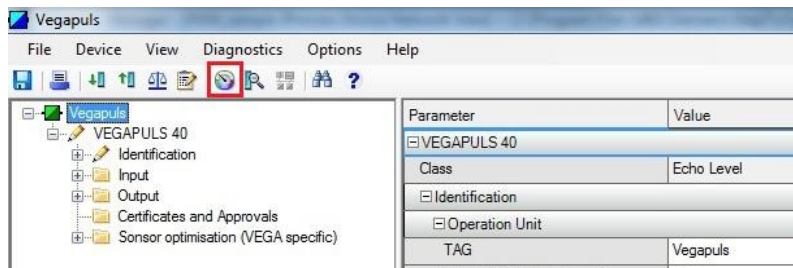 Vegapuls
File Device View Diagnostics Options Help
?
Vegapuls
VEGAPULS 40
Identification
Input
Output
Certificates and Approvals
Sonsor optimisation (VEGA specific)
Parameter Value
VEGAPULS 40
Class Echo Level
Identification
Operation Unit
TAG Vegapuls